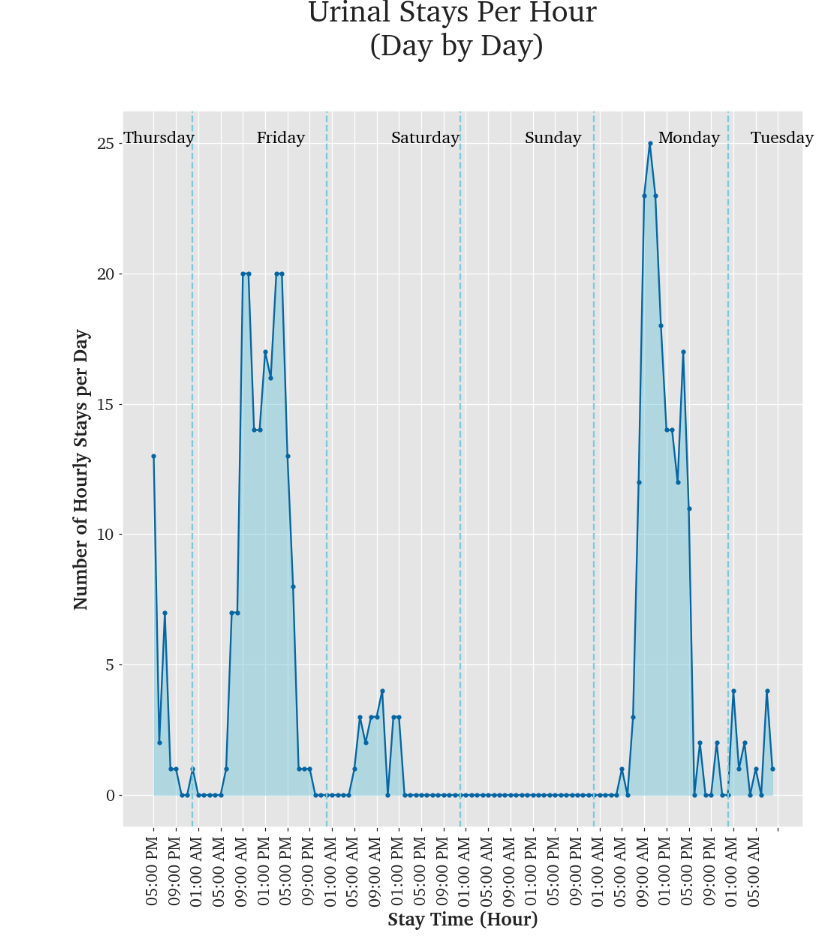 Urinal Stays Per Hour
(Day by Day)
Thursday Friday Saturday Sunday Monday Tuesday
25
20
15
10
5
0
Number of Hourly Stays per Day
05:00 PM
09:00 PM
01:00 AM
05:00 AM
09:00 AM
01:00 PM
05:00 PM
09:00 PM
01:00 AM
05:00 AM
09:00 AM
01:00 PM
05:00 PM
09:00 PM
01:00 AM
05:00 AM
09:00 AM
01:00 PM
05:00 PM
09:00 PM
01:00 AM
05:00 AM
09:00 AM
01:00 PM
05:00 PM
09:00 PM
01:00 AM
05:00 AM
Stay Time (Hour)